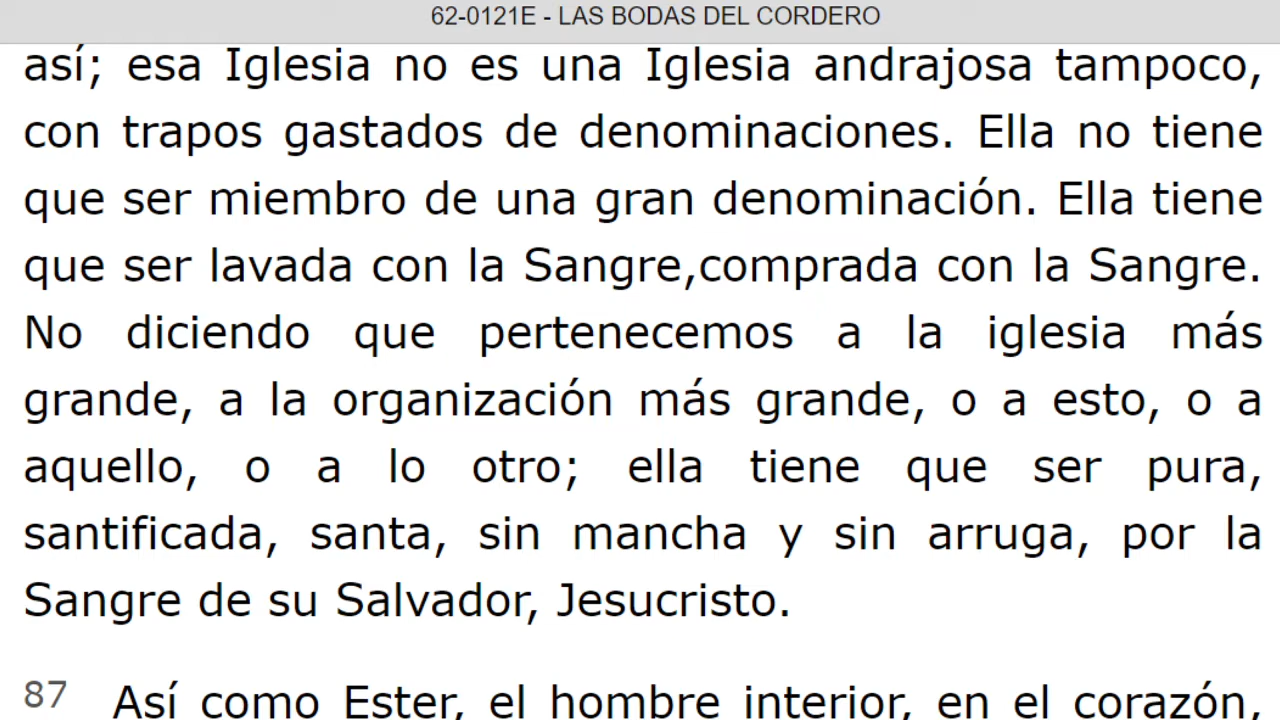 62-0121E - LAS BODAS DEL CORDERO
así; esa Iglesia no es una Iglesia andrajosa tampoco,
con trapos gastados de denominaciones. Ella no tiene
que ser miembro de una gran denominación. Ella tiene
que ser lavada con la Sangre,comprada con la Sangre.
No diciendo que pertenecemos a la iglesia más
grande, a la organización más grande, o a esto, o a
aquello, o a lo otro; ella tiene que ser pura,
santificada, santa, sin mancha y sin arruga, por la
Sangre de su Salvador, Jesucristo.
87 Así como Ester, el hombre interior, en el corazón,